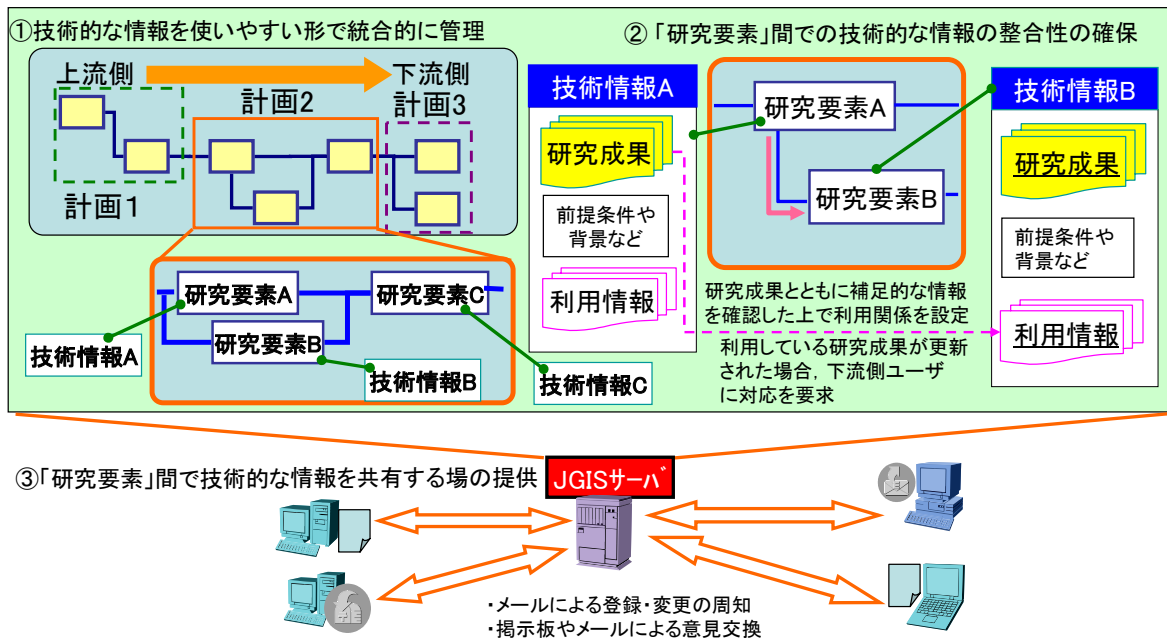 ①技術的な情報を使いやすい形で統合的に管理
上流側
下流側
計画1
計画2
計画3
研究要素A
研究要素B
研究要素C
技術情報A
技術情報B
技術情報C
②「研究要素」間での技術的な情報の整合性の確保
技術情報A
研究成果
前提条件や
背景など
利用情報
研究要素A
研究要素B
研究成果とともに補足的な情報
を確認した上で利用関係を設定
利用している研究成果が更新
された場合，下流側ユーザ
に対応を要求
技術情報B
研究成果
前提条件や
背景など
利用情報
③「研究要素」間で技術的な情報を共有する場の提供
JGISサーバ
・メールによる登録・変更の周知
・掲示板やメールによる意見交換